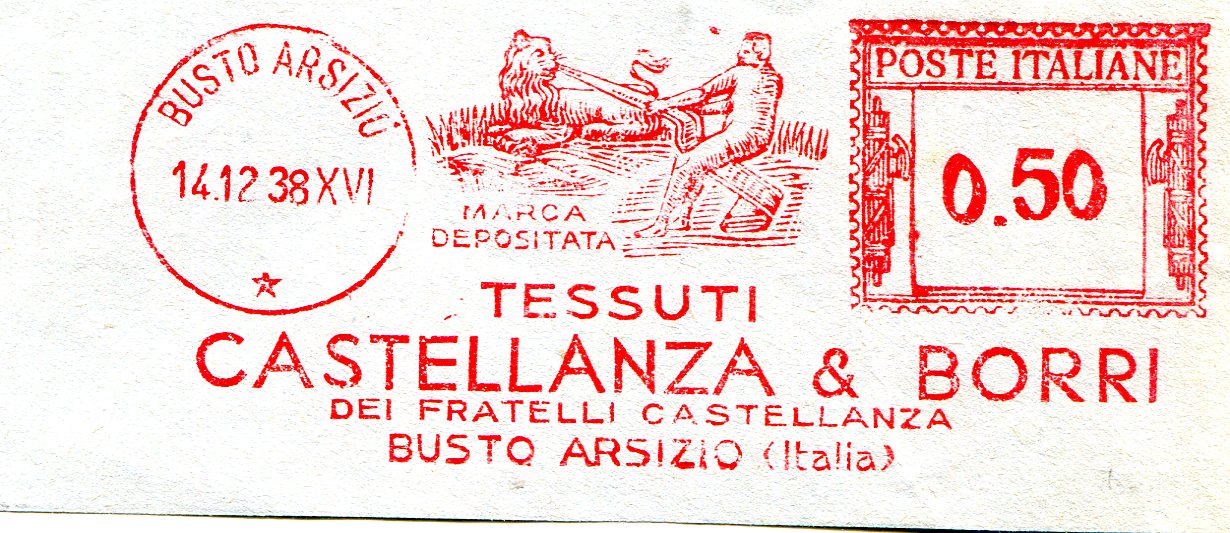 BUSTO ARSIZIO
14.12 38 XVI
MARCA
DEPOSITATA
POSTE ITALIANE
0.50
TESSUTI
CASTELLANZA & BORRI
DEI FRATELLI CASTELLANZA
BUSTO ARSIZIO (Italia)